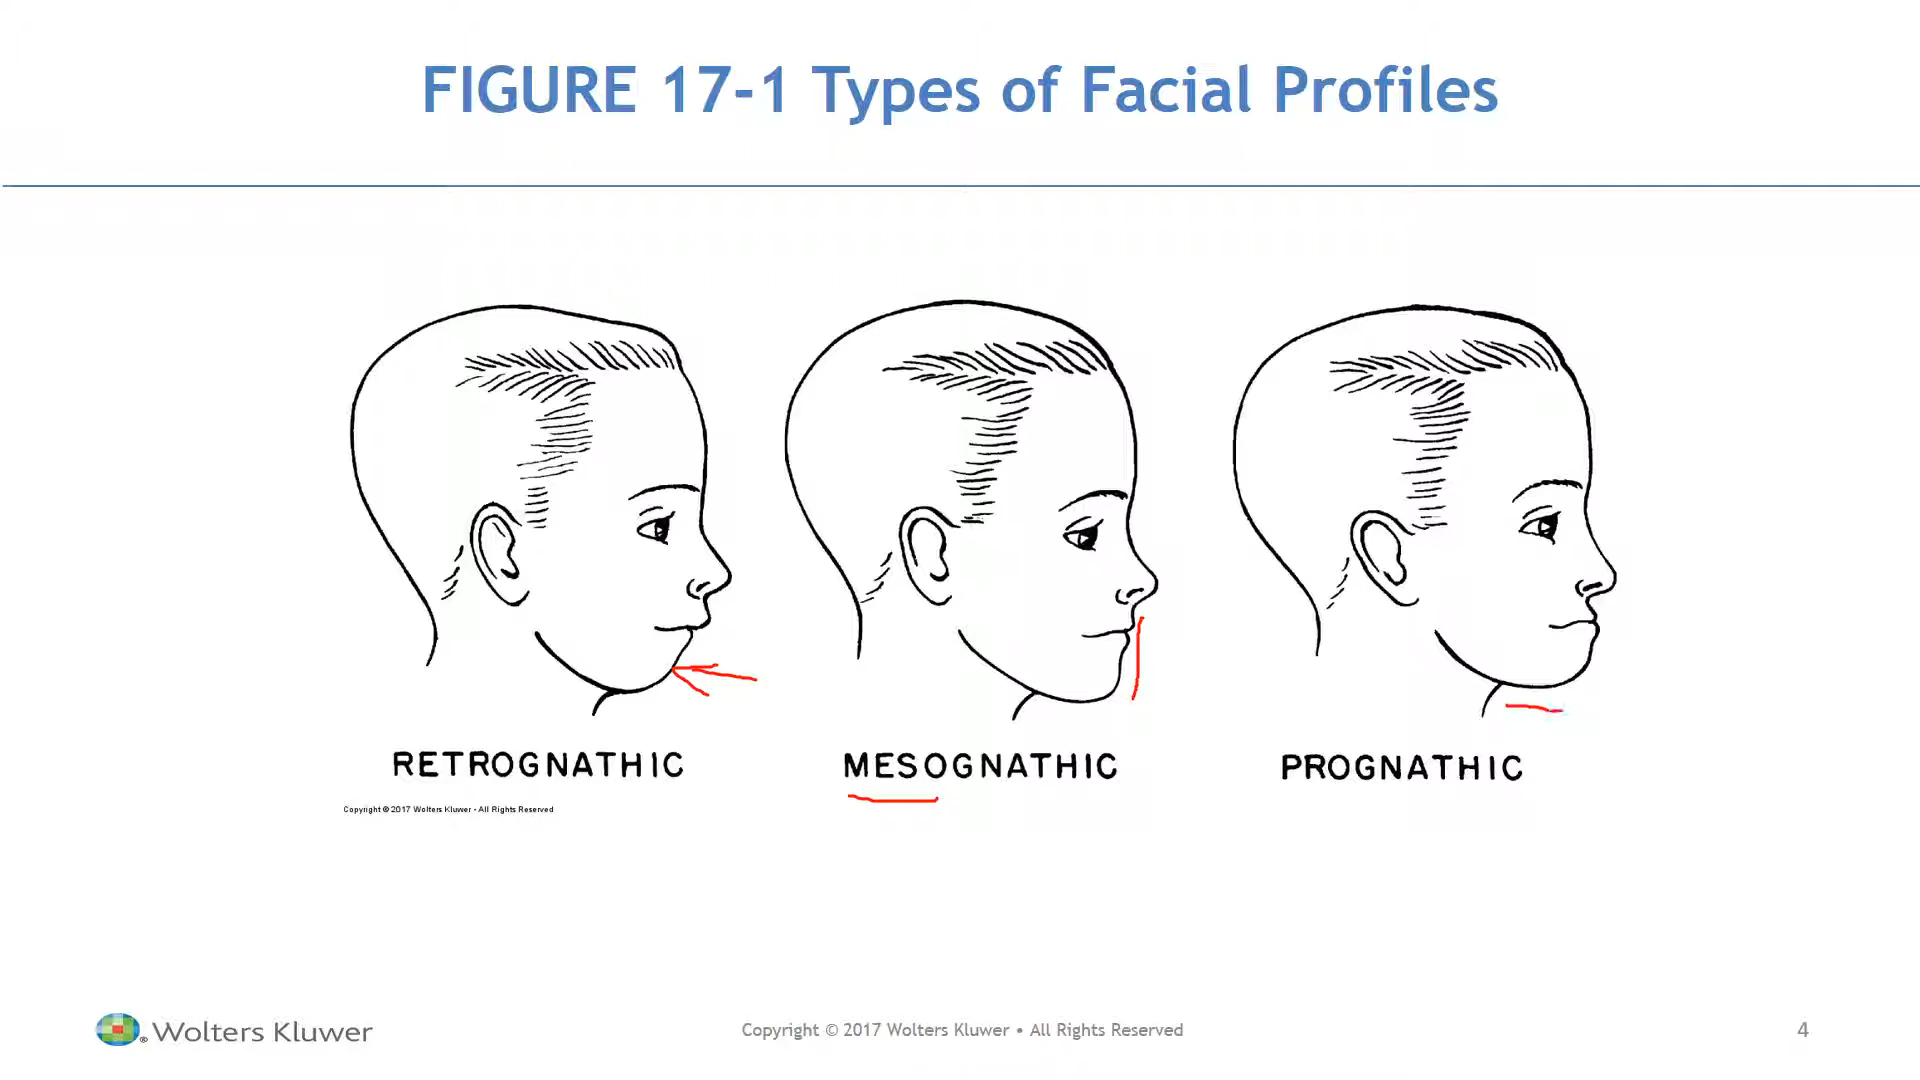 FIGURE 17-1 Types of Facial Profiles
RETROGNATHIC
MESOGNATHIC
PROGNATHIC
Copyright © 2017 Wolters Kluwer • All Rights Reserved
® Wolters Kluwer
Copyright © 2017 Wolters Kluwer • All Rights Reserved
4